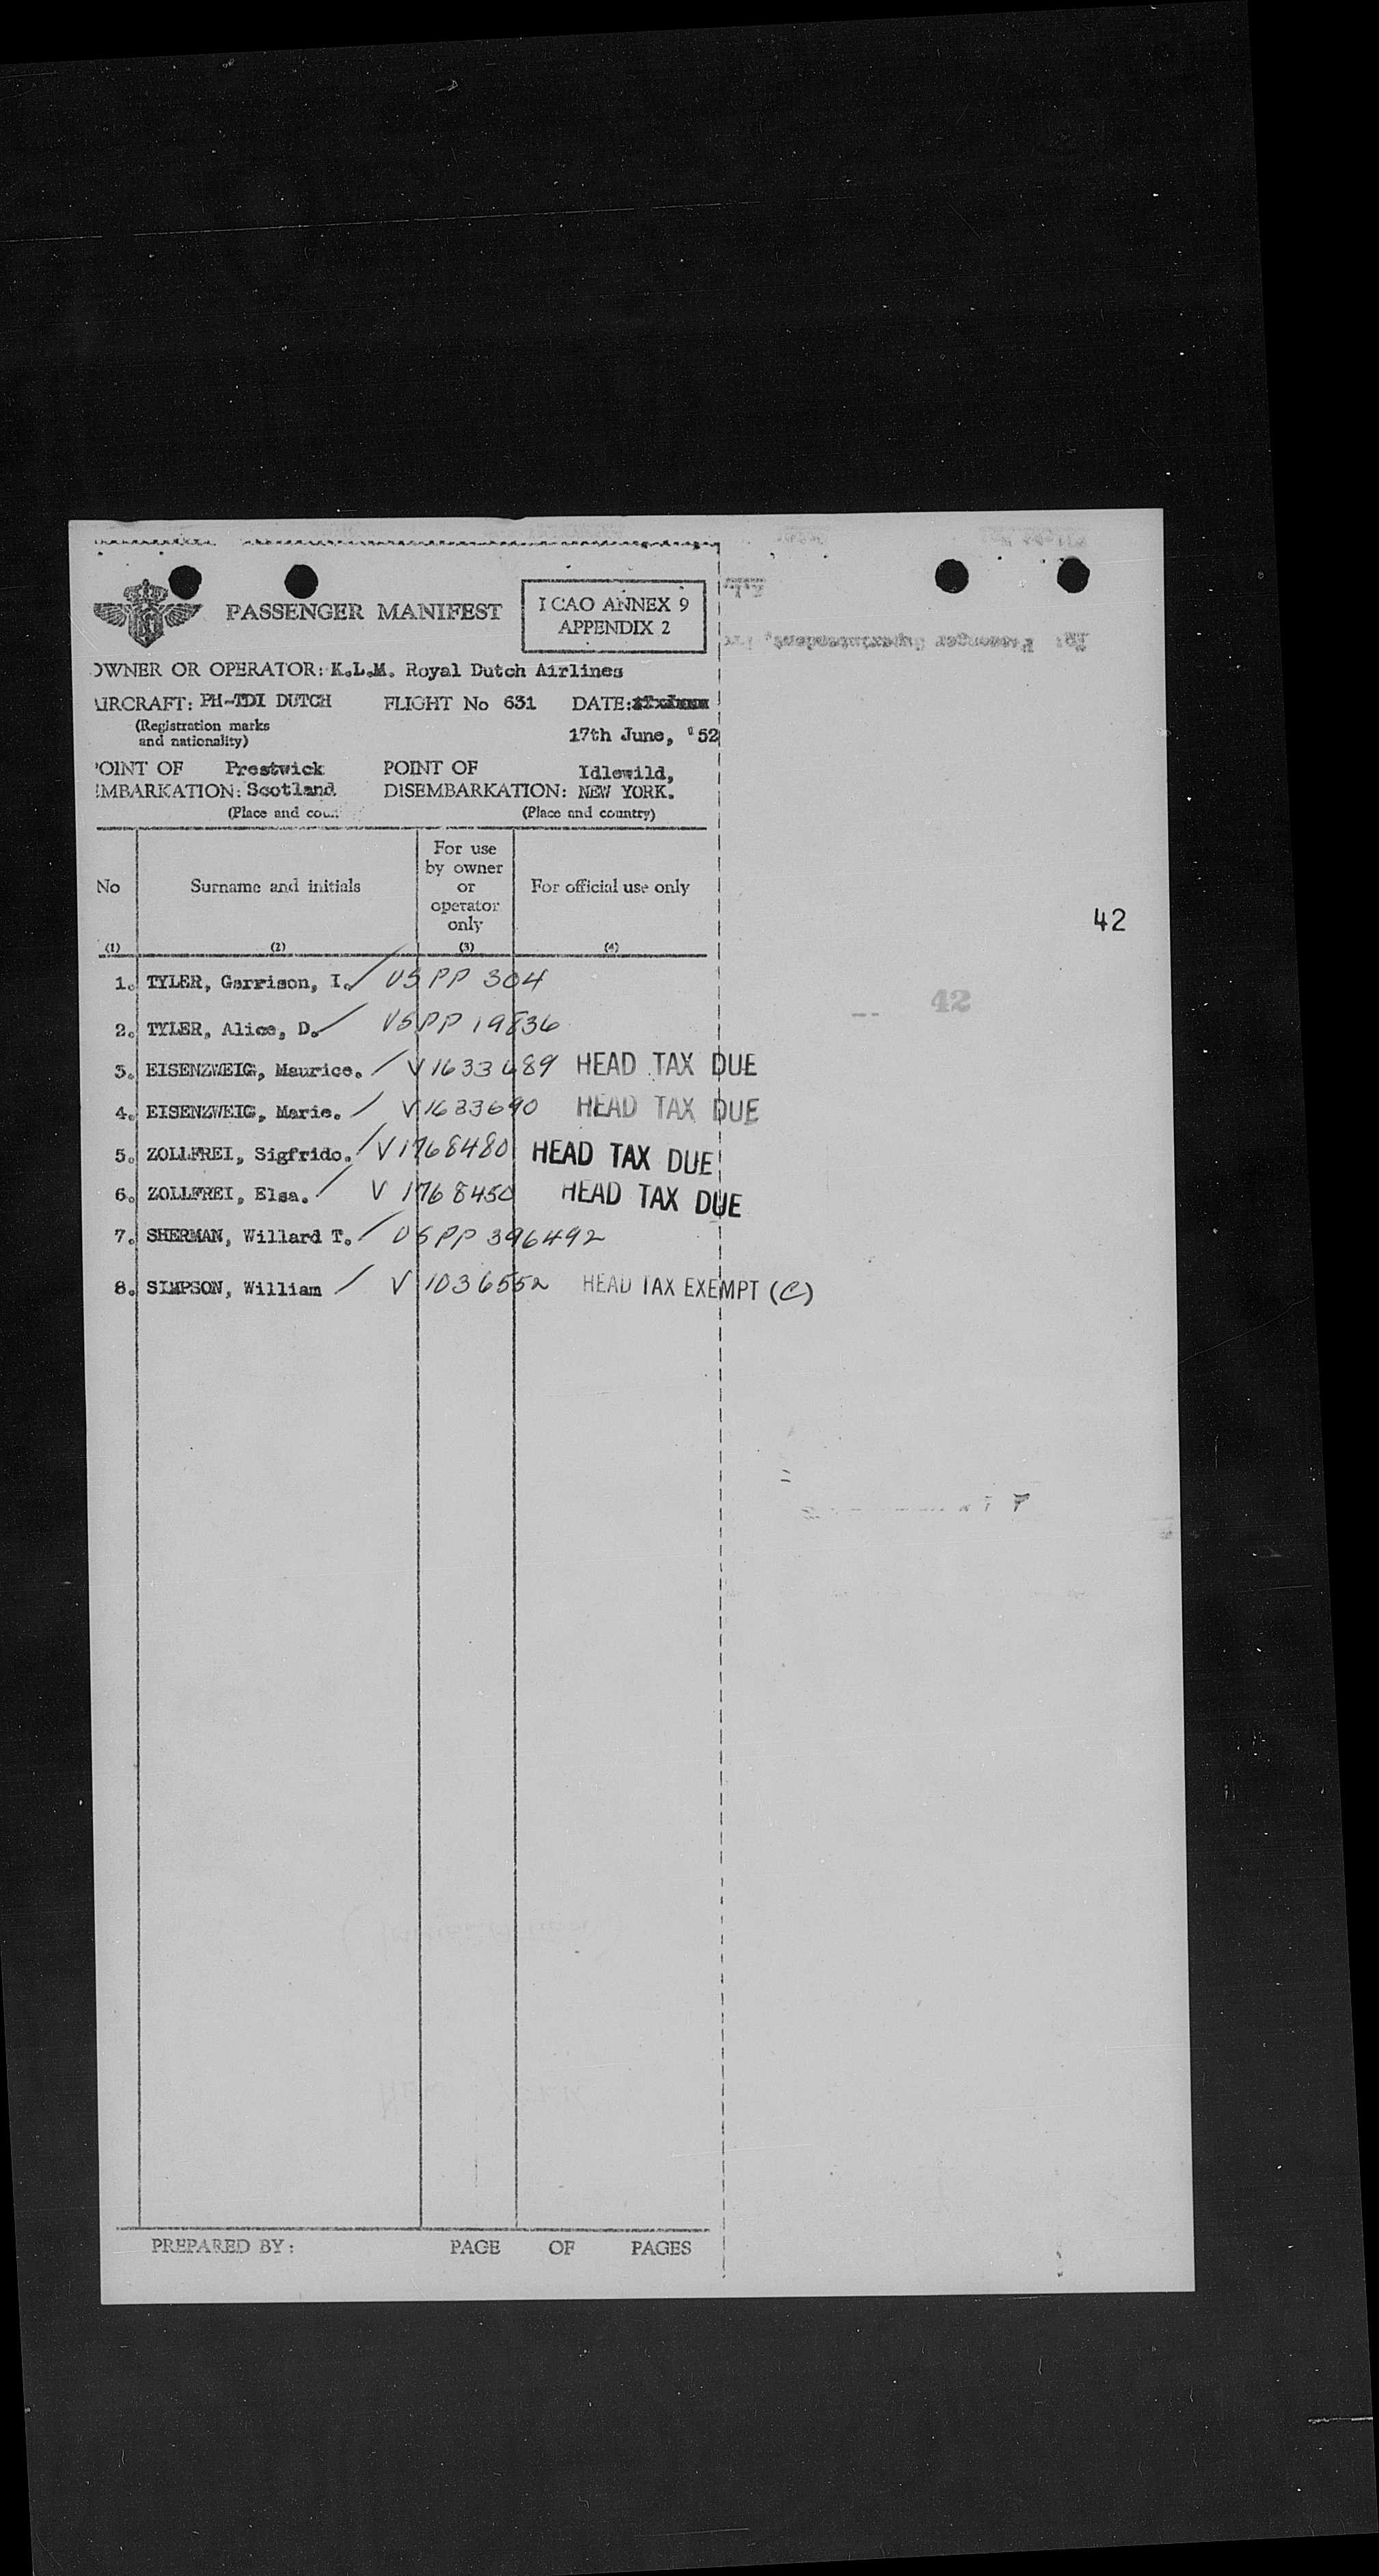 PASSENGER MANIFEST
ICAO ANNEX 9
APPENDIX 2
OWNER OR OPERATOR: K.L.M. Royal Dutch Airlines
AIRCRAFT: PH-TDI DUTCH FLIGHT No 631 DATE:
(Registration marks
and nationality)
17th June, '52
POINT OF Prestwick POINT OF Idlewild,
EMBARKATION: Scotland DISEMBARKATION: NEW YORK.
(Place and coun (Place and country)
No Surname and initials For use by owner or operator only For official use only
(1) (2) (3) (4)
42
42
1. TYLER, Garrison, I. / US PP 304
2. TYLER, Alice, D. / US PP 19836
3. EISENZWEIG, Maurice. / V 1633689 HEAD TAX DUE
4. EISENZWEIG, Marie. / V 1633690 HEAD TAX DUE
5. ZOLLFREI, Sigfrido. / V 1768480 HEAD TAX DUE
6. ZOLLFREI, Elsa. / V 1768450 HEAD TAX DUE
7. SHERMAN, Willard T. / US PP 396492
8. SIMPSON, William / V 1036552 HEAD TAX EXEMPT (C)
PREPARED BY: PAGE OF PAGES